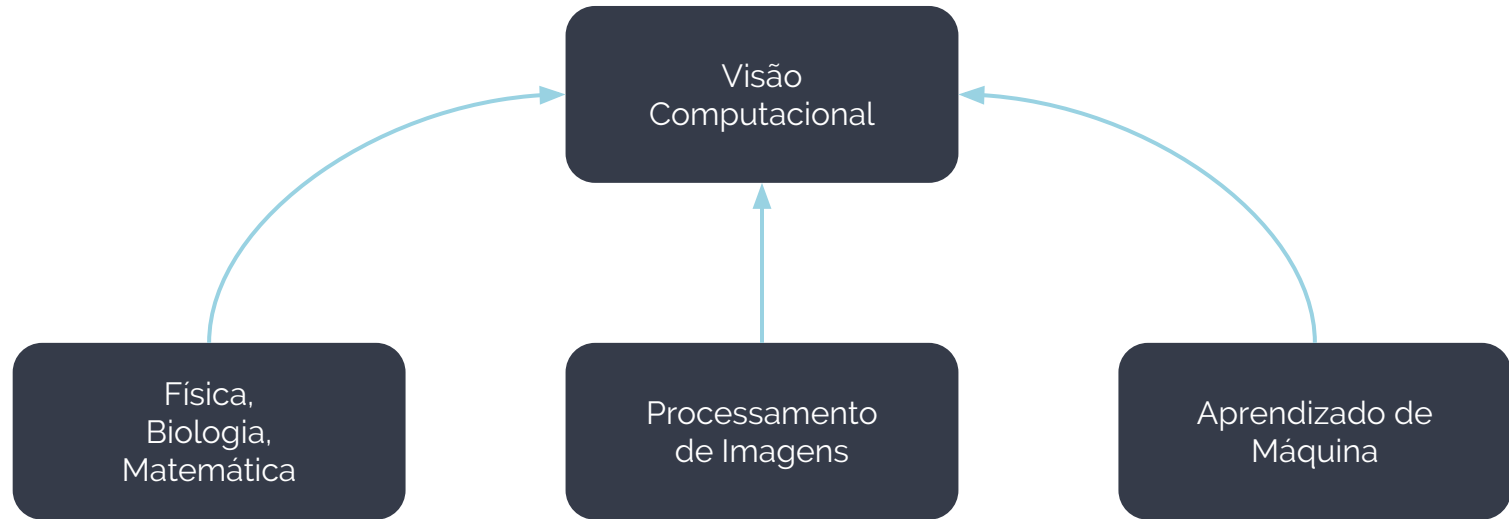 Visão
Computacional
Física,
Biologia,
Matemática
Processamento
de Imagens
Aprendizado de
Máquina